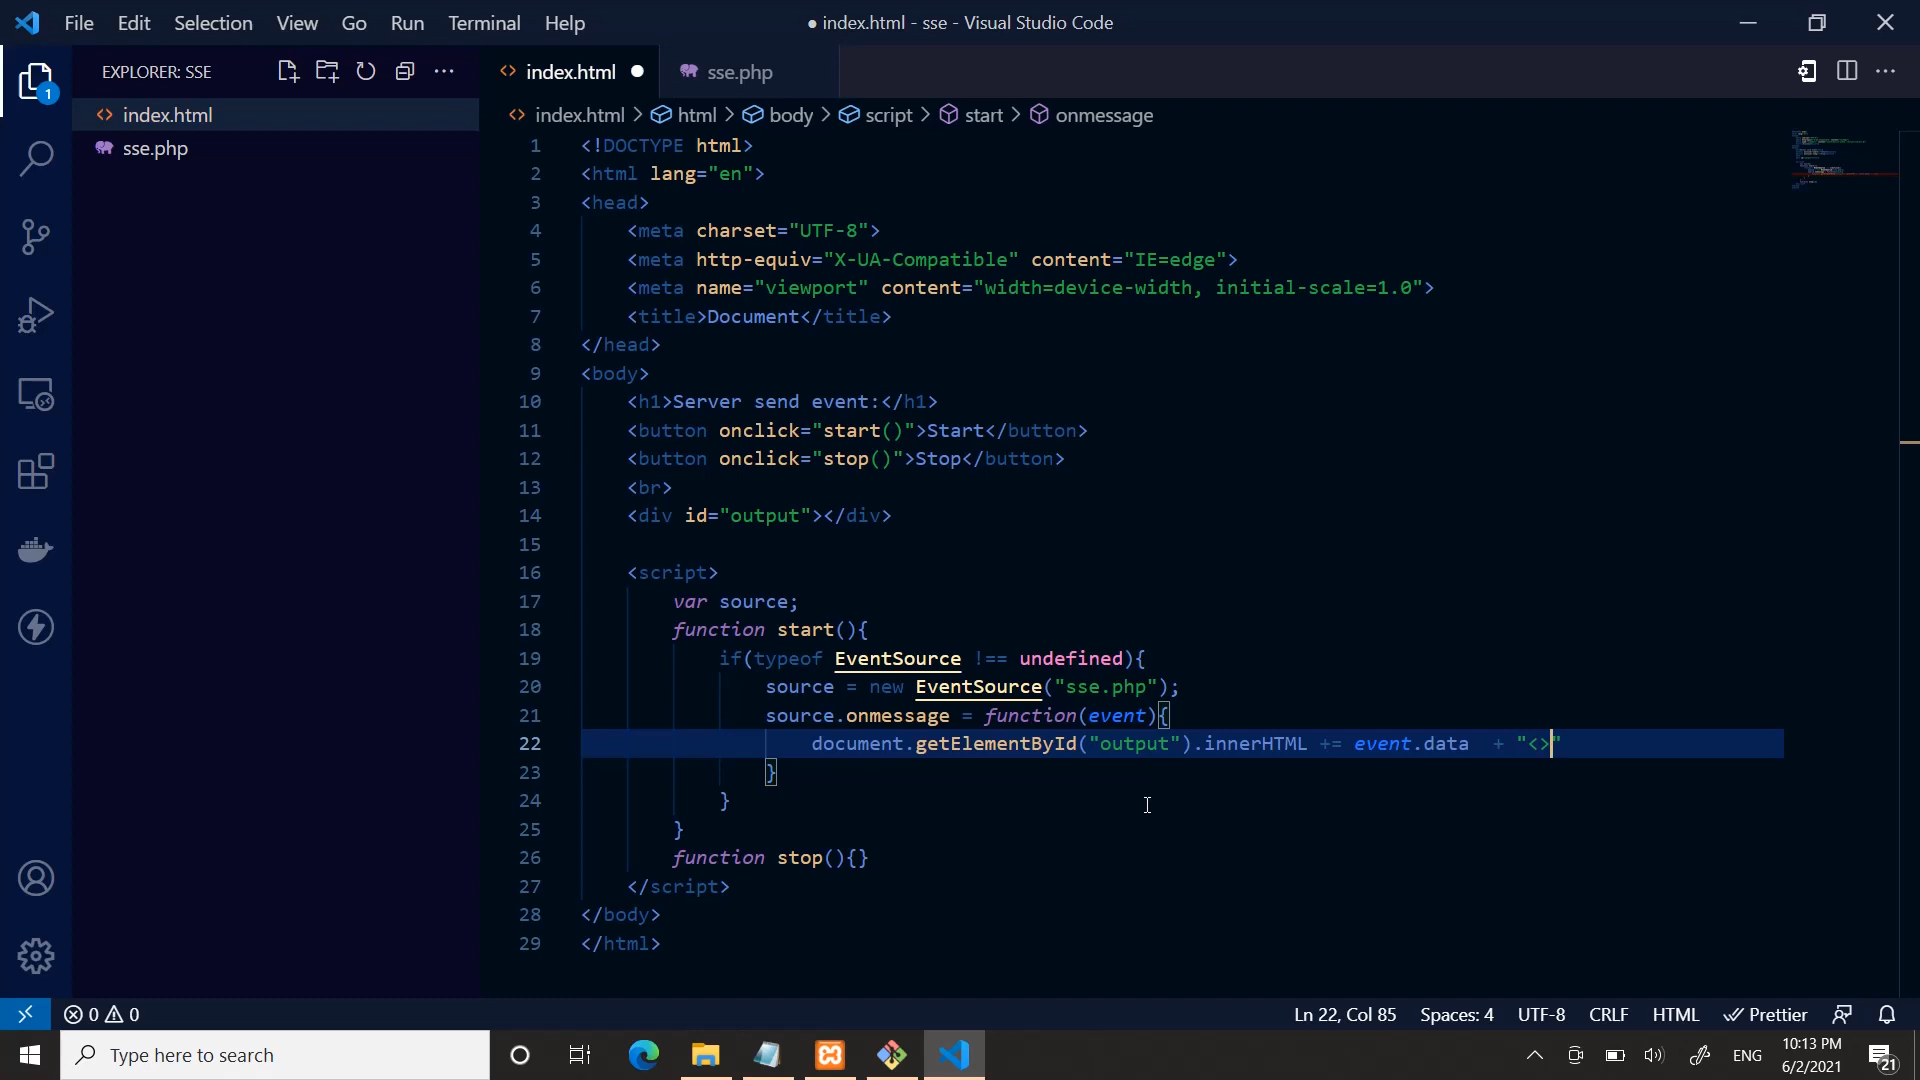 File Edit Selection View Go Run Terminal Help
● index.html - sse - Visual Studio Code
EXPLORER: SSE
index.html
sse.php
1
index.html ●
sse.php
index.html > html > body > script > start > onmessage
1 <!DOCTYPE html>
2 <html lang="en">
3 <head>
4 <meta charset="UTF-8">
5 <meta http-equiv="X-UA-Compatible" content="IE=edge">
6 <meta name="viewport" content="width=device-width, initial-scale=1.0">
7 <title>Document</title>
8 </head>
9 <body>
10 <h1>Server send event:</h1>
11 <button onclick="start()">Start</button>
12 <button onclick="stop()">Stop</button>
13 <br>
14 <div id="output"></div>
15
16 <script>
17 var source;
18 function start(){
19 if(typeof EventSource !== undefined){
20 source = new EventSource("sse.php");
21 source.onmessage = function(event){
22 document.getElementById("output").innerHTML += event.data  + "<>"
23 }
24 }
25 }
26 function stop(){}
27 </script>
28 </body>
29 </html>
0 0
Ln 22, Col 85 Spaces: 4 UTF-8 CRLF HTML Prettier
Type here to search
ENG
10:13 PM
6/2/2021
21